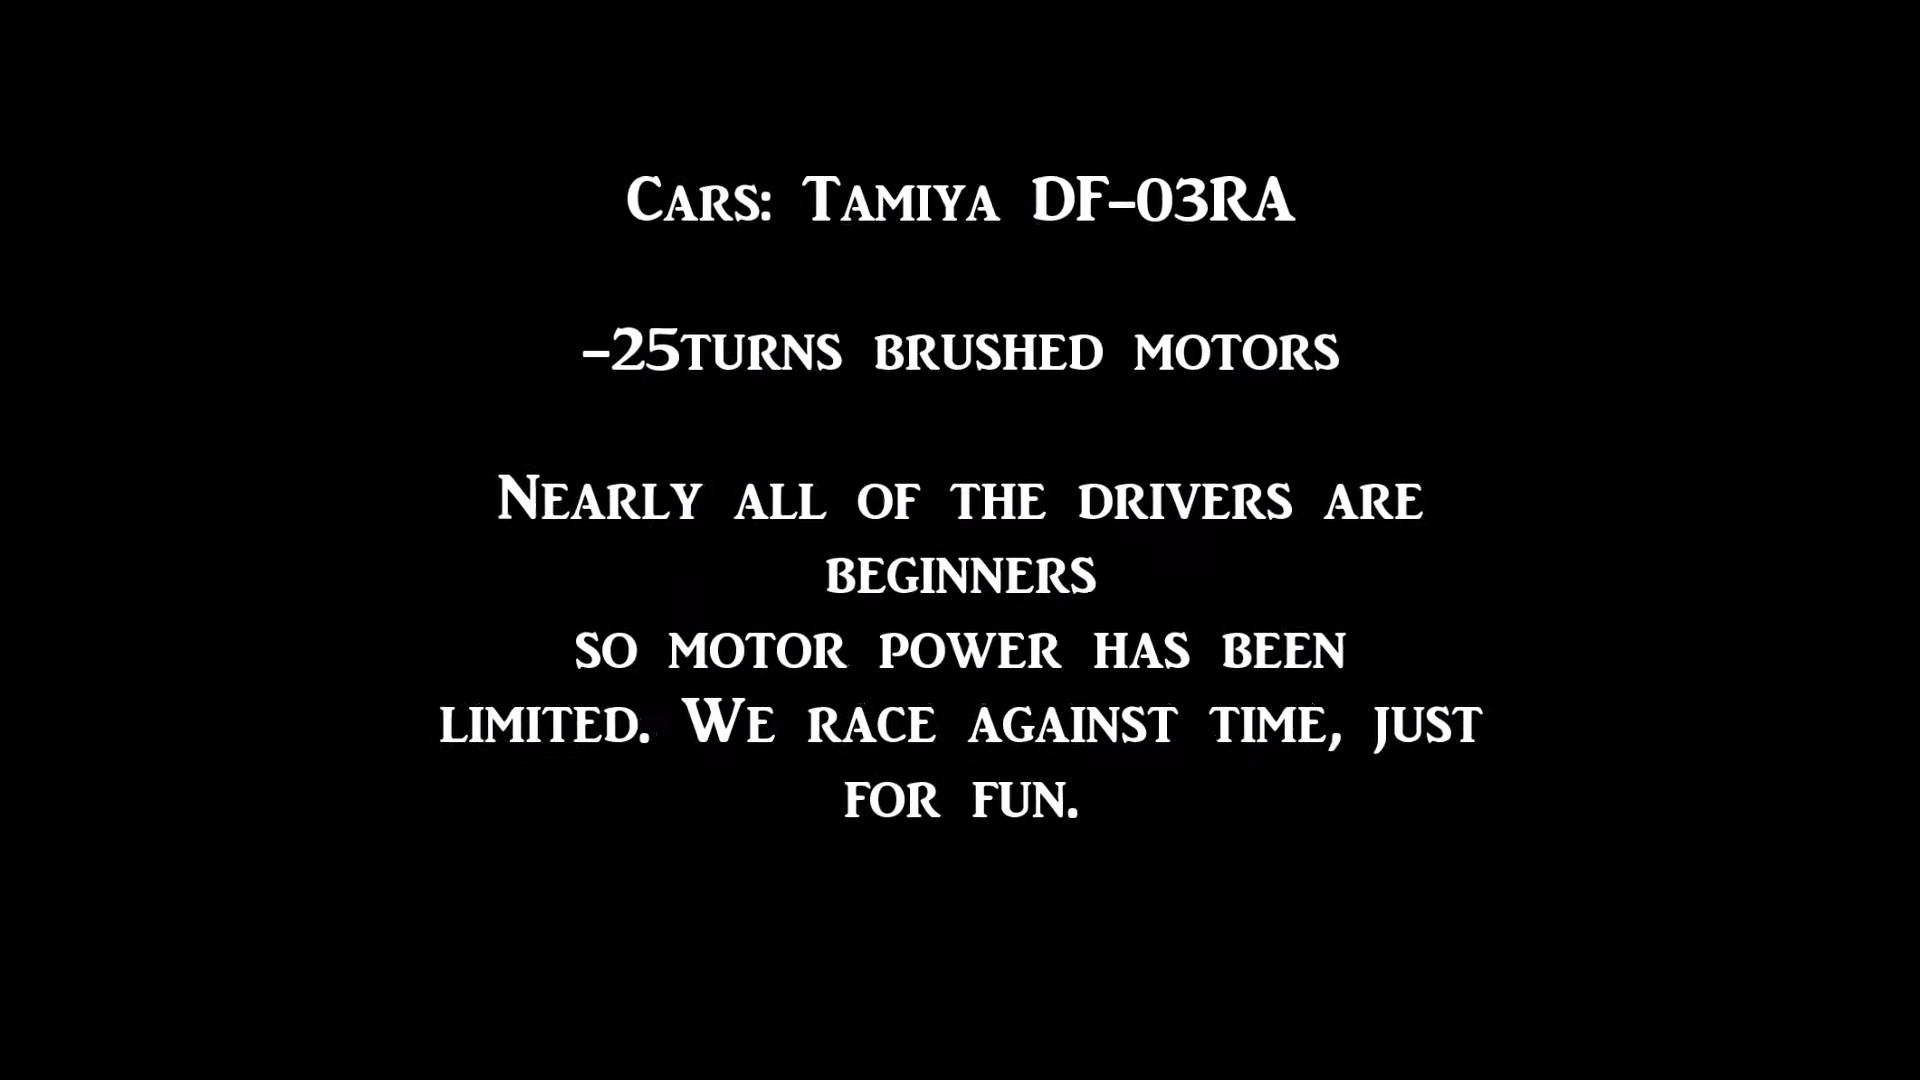 Cars: Tamiya DF-03RA
-25turns brushed motors
Nearly all of the drivers are
beginners
so motor power has been
limited. We race against time, just
for fun.